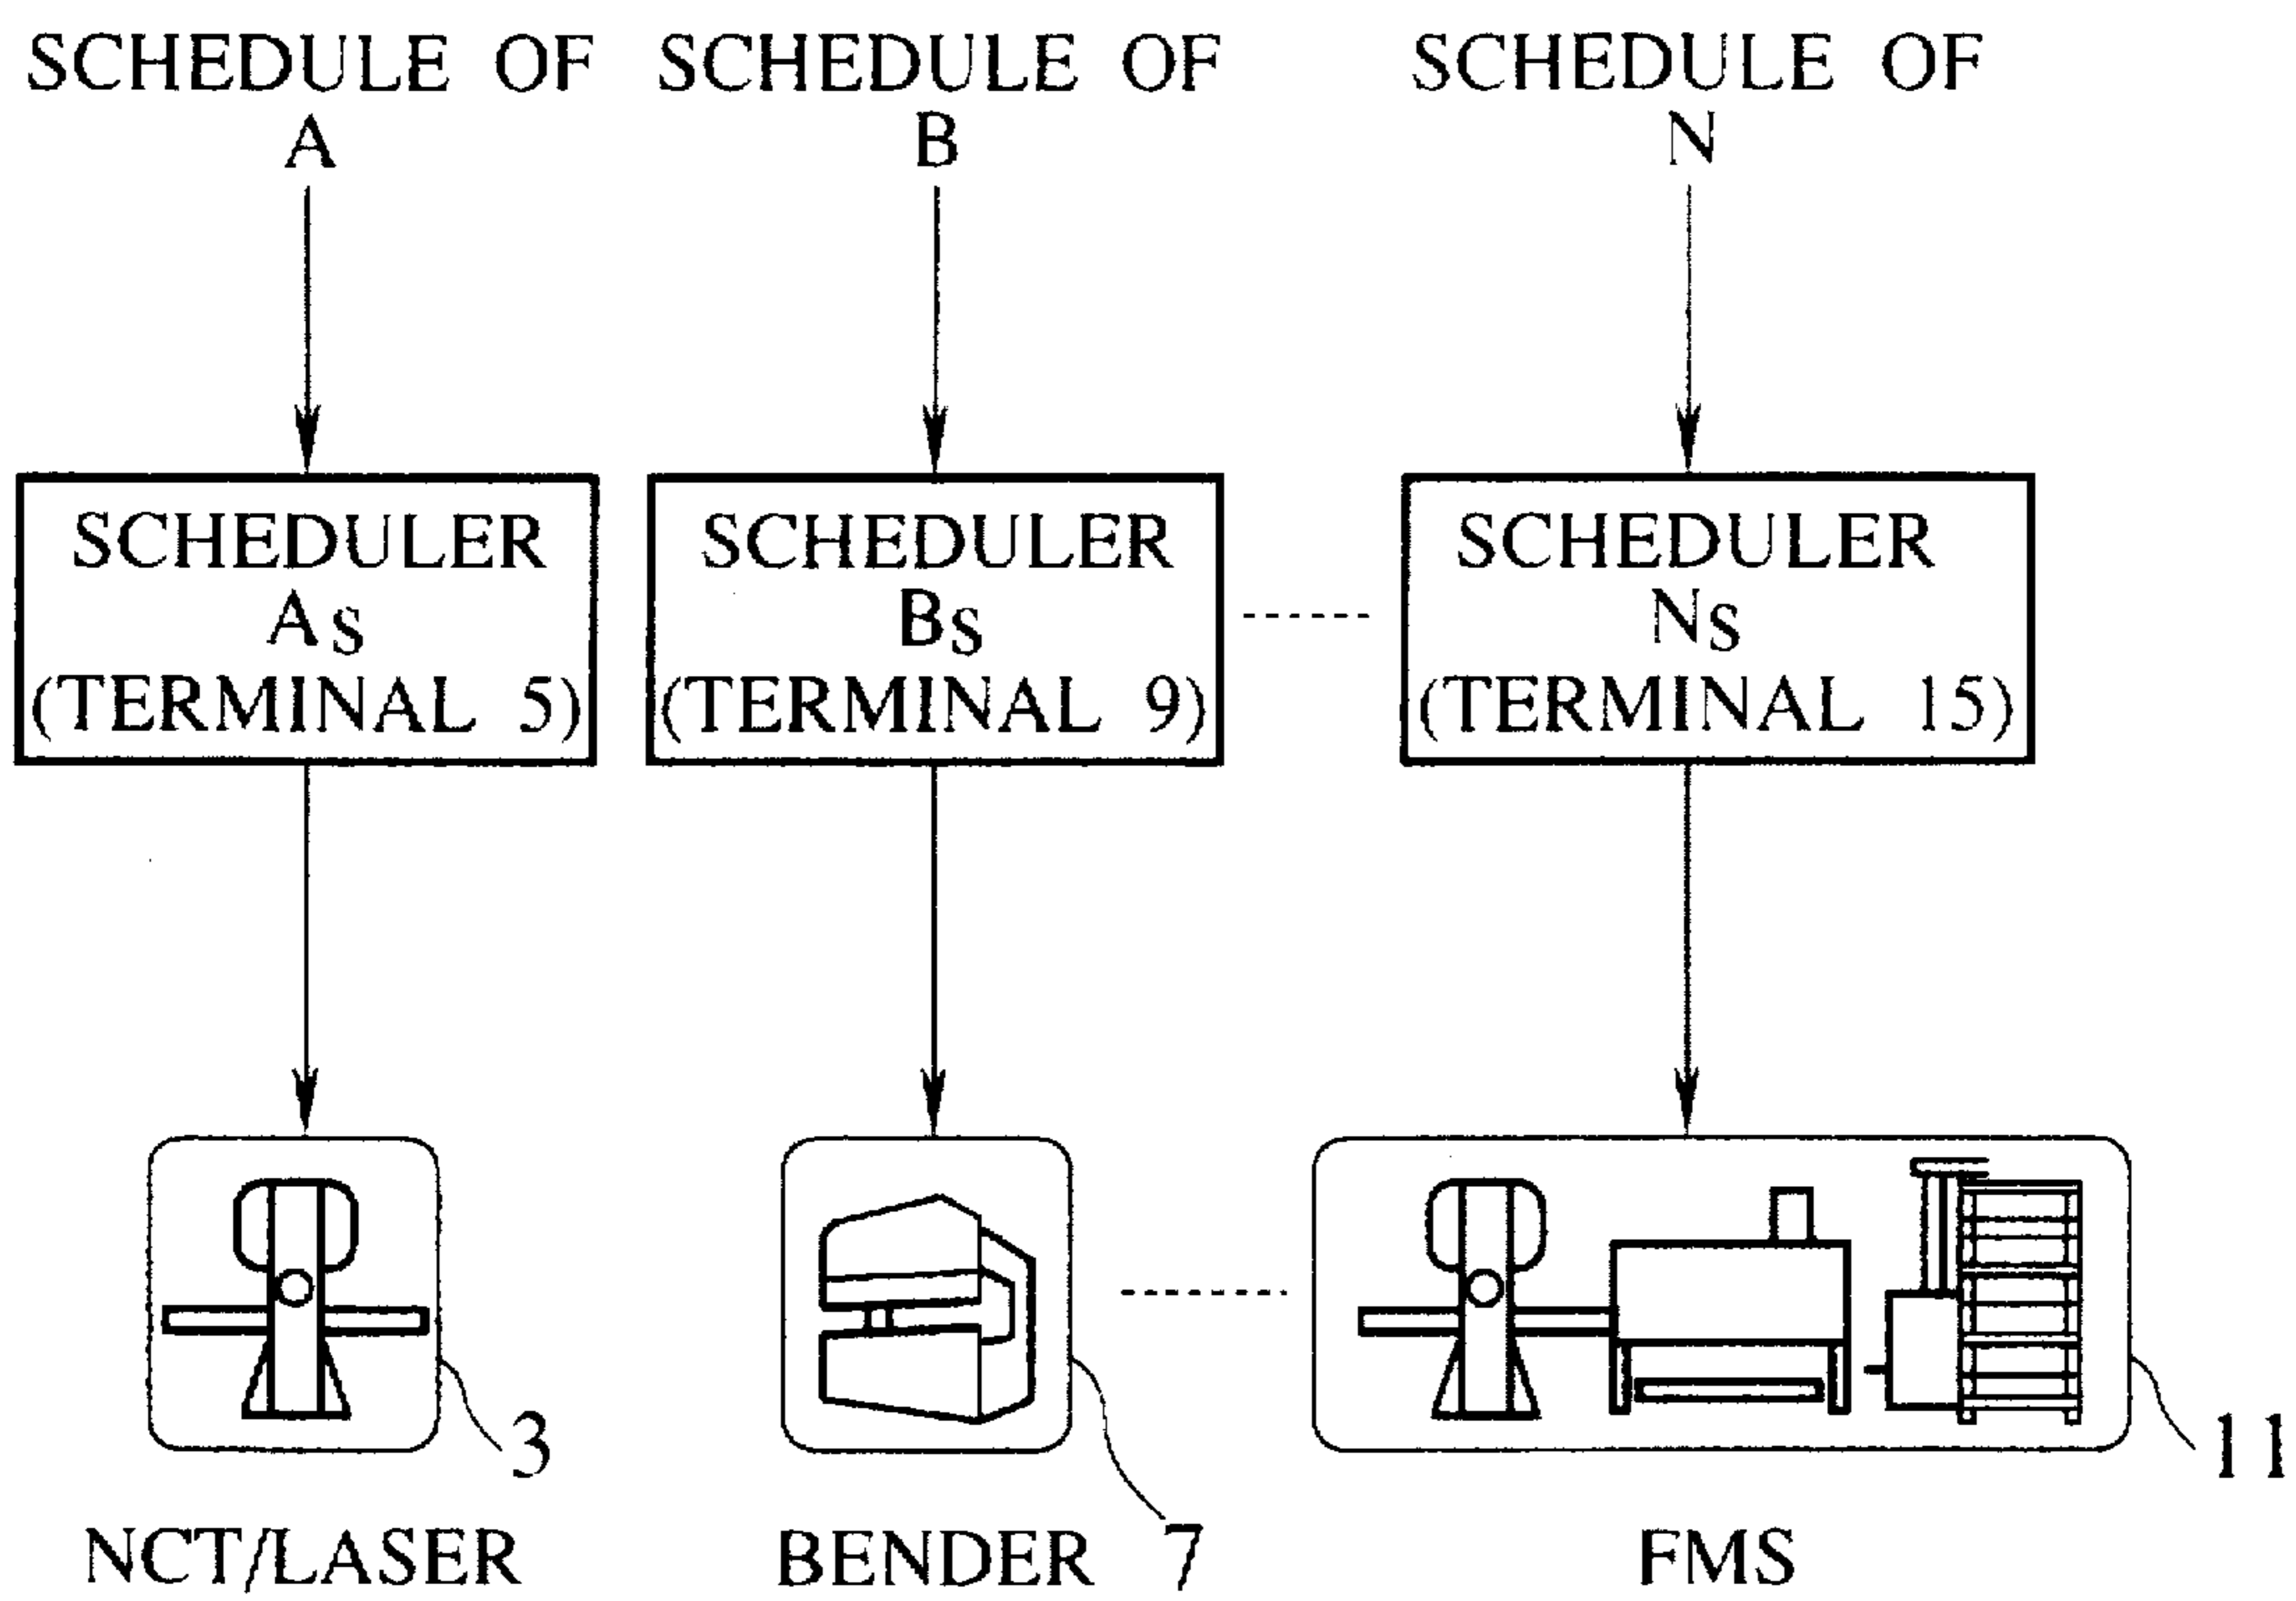 SCHEDULE OF
A
SCHEDULE OF
B
SCHEDULE OF
N
SCHEDULER
As
(TERMINAL 5)
SCHEDULER
Bs
(TERMINAL 9)
SCHEDULER
Ns
(TERMINAL 15)
3
NCT/LASER
7
BENDER
11
FMS